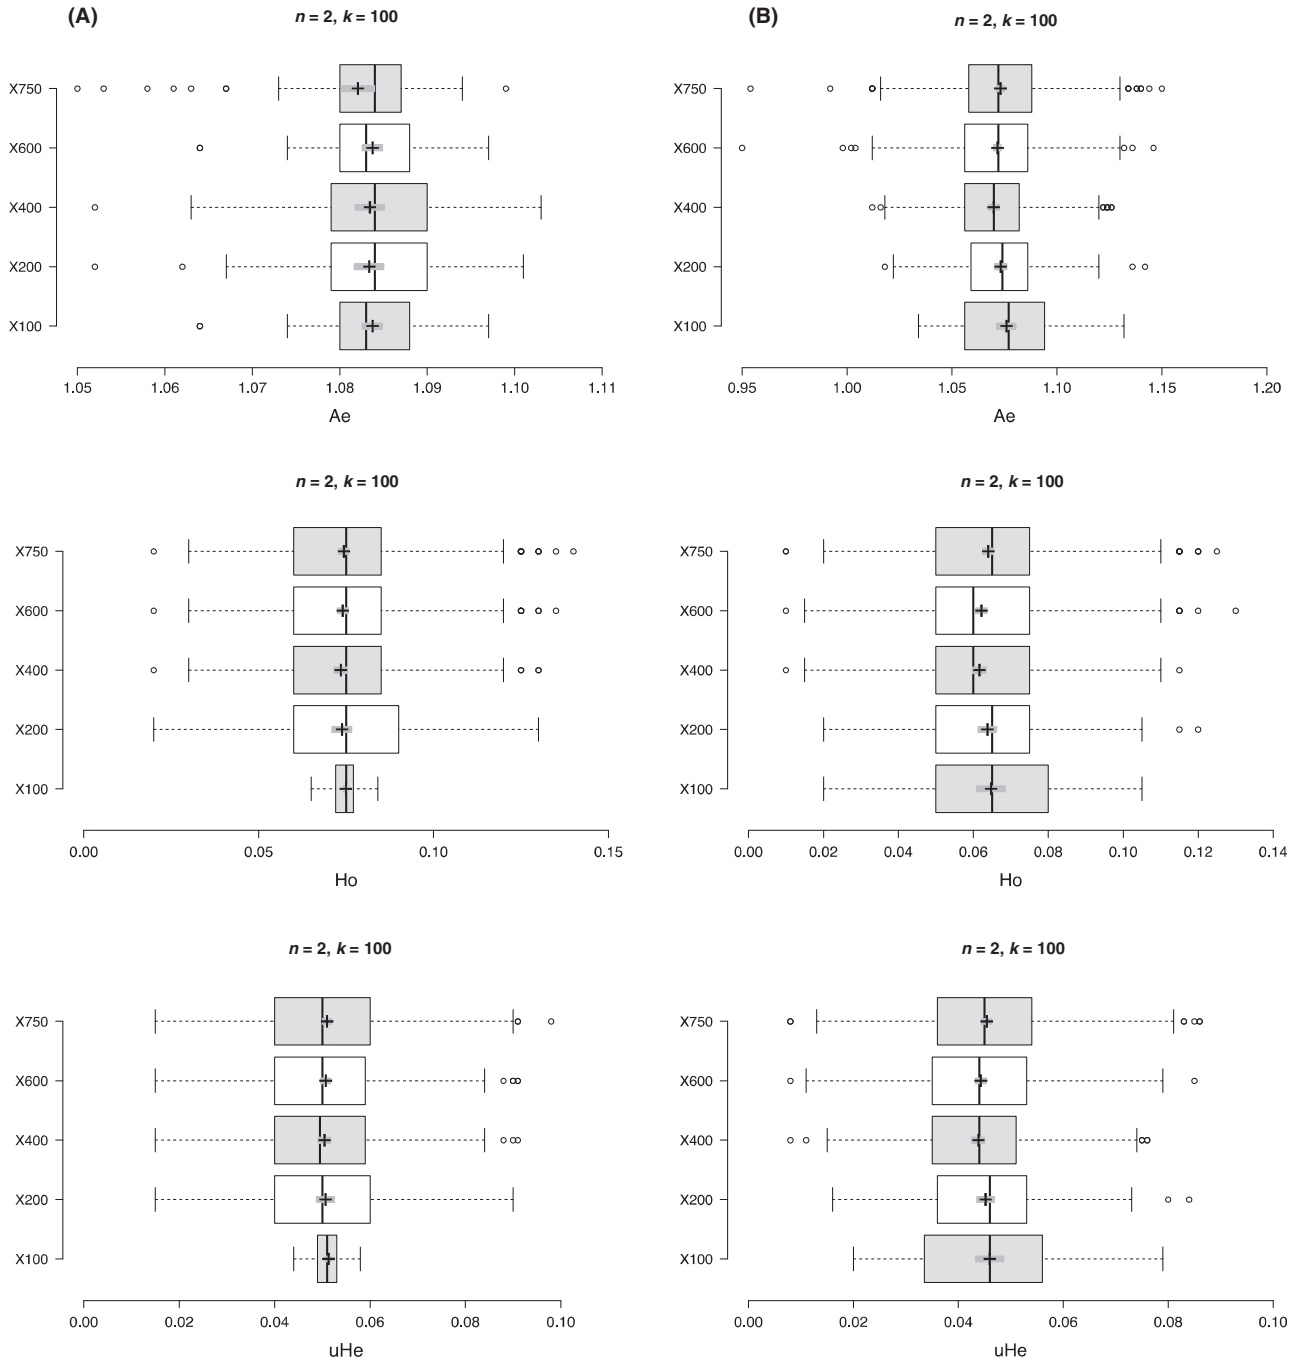 (A)
n = 2, k = 100
X750
X600
X400
X200
X100
1.05 1.06 1.07 1.08 1.09 1.10 1.11
Ae
(B)
n = 2, k = 100
X750
X600
X400
X200
X100
0.95 1.00 1.05 1.10 1.15 1.20
Ae
n = 2, k = 100
X750
X600
X400
X200
X100
0.00 0.05 0.10 0.15
Ho
n = 2, k = 100
X750
X600
X400
X200
X100
0.00 0.02 0.04 0.06 0.08 0.10 0.12 0.14
Ho
n = 2, k = 100
X750
X600
X400
X200
X100
0.00 0.02 0.04 0.06 0.08 0.10
uHe
n = 2, k = 100
X750
X600
X400
X200
X100
0.00 0.02 0.04 0.06 0.08 0.10
uHe